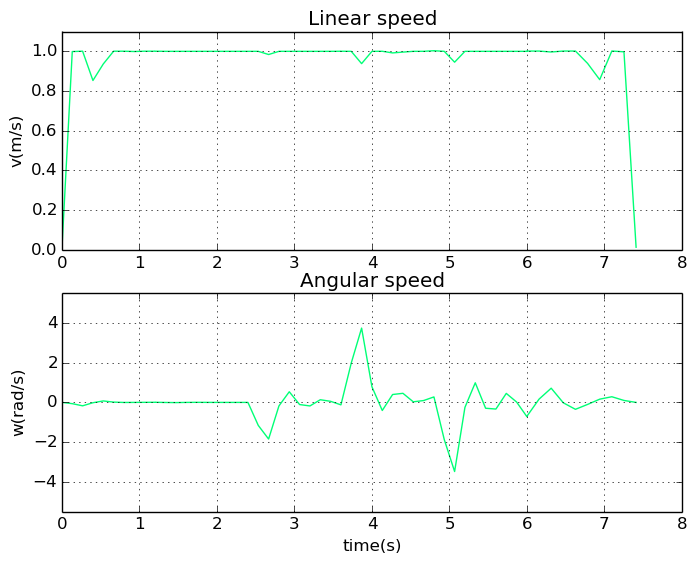 Linear speed
v(m/s)
1.0
0.8
0.6
0.4
0.2
0.0
0 1 2 3 4 5 6 7 8
Angular speed
w(rad/s)
4
2
0
−2
−4
0 1 2 3 4 5 6 7 8
time(s)